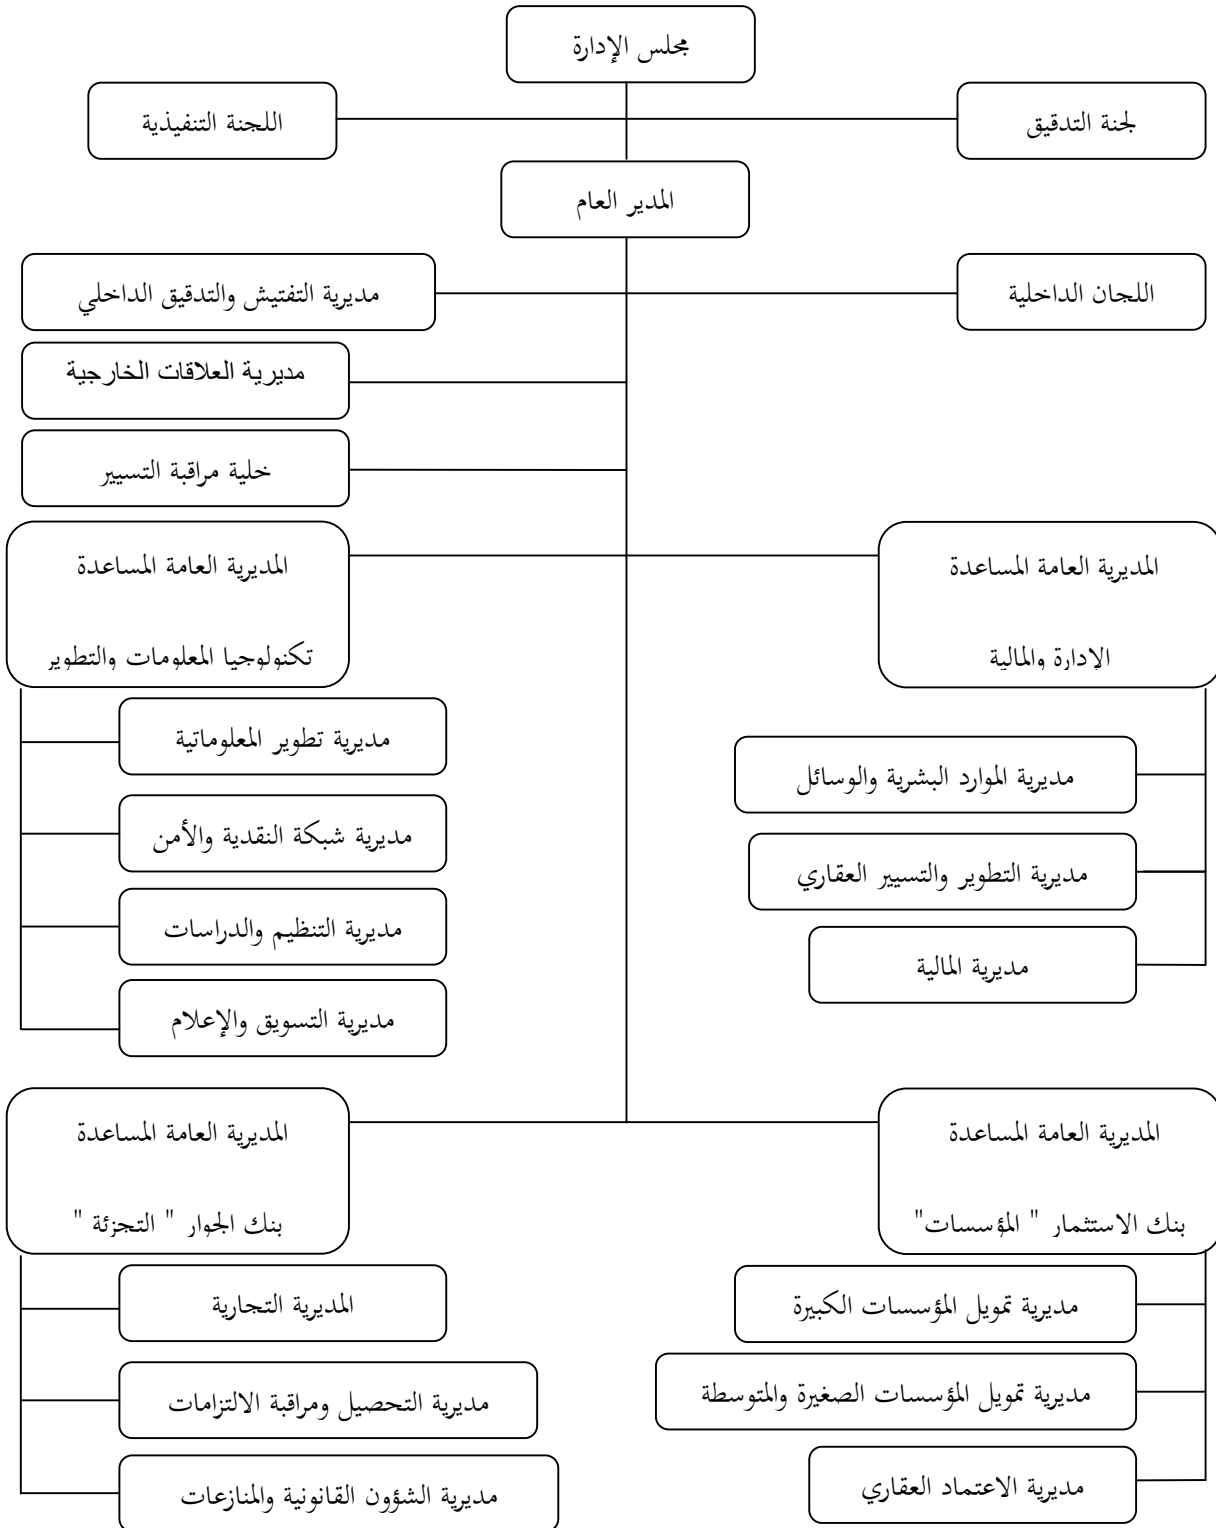 مجلس الإدارة
لجنة التدقيق
اللجنة التنفيذية
المدير العام
اللجان الداخلية
مديرية التفتيش والتدقيق الداخلي
مديرية العلاقات الخارجية
خلية مراقبة التسيير
المديرية العامة المساعدة
الإدارة والمالية
المديرية العامة المساعدة
تكنولوجيا المعلومات والتطوير
مديرية الموارد البشرية والوسائل
مديرية التطوير والتسيير العقاري
مديرية المالية
مديرية تطوير المعلوماتية
مديرية شبكة النقدية والأمن
مديرية التنظيم والدراسات
مديرية التسويق والإعلام
المديرية العامة المساعدة
بنك الاستثمار " المؤسسات"
المديرية العامة المساعدة
بنك الجوار " التجزئة "
مديرية تمويل المؤسسات الكبيرة
مديرية تمويل المؤسسات الصغيرة والمتوسطة
مديرية الاعتماد العقاري
المديرية التجارية
مديرية التحصيل ومراقبة الالتزامات
مديرية الشؤون القانونية والمنازعات